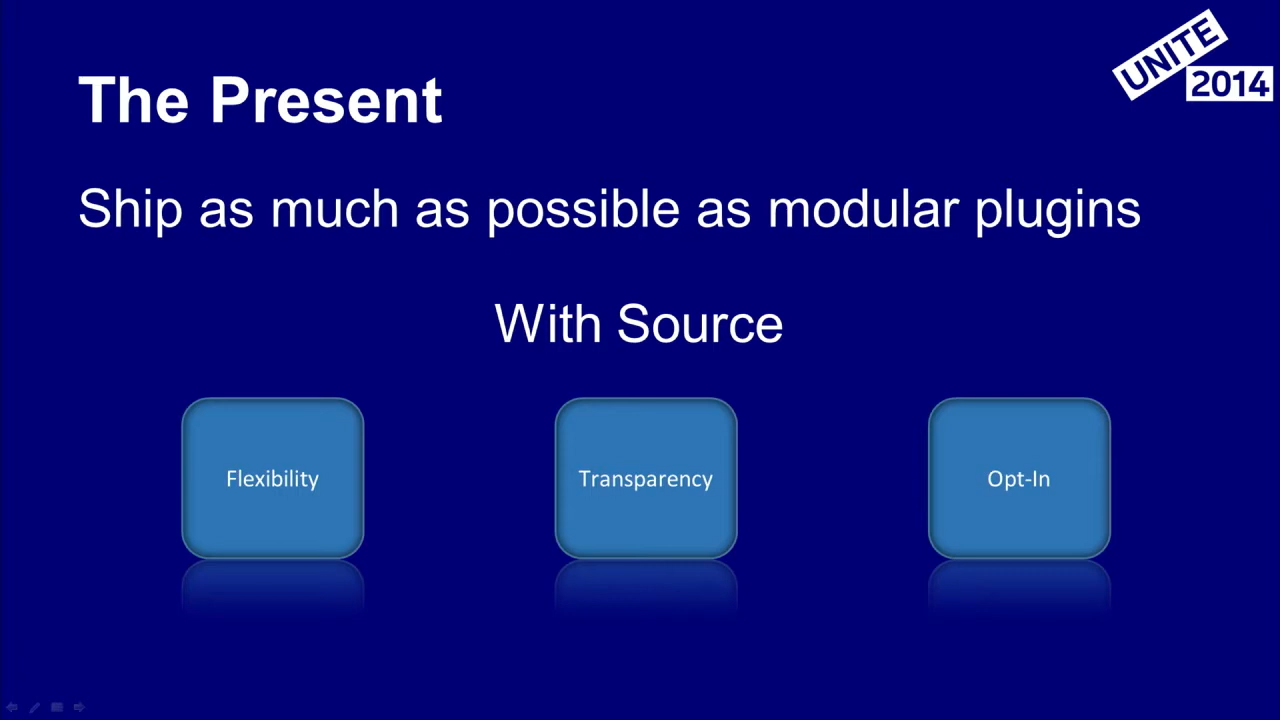 UNITE
2014
The Present
Ship as much as possible as modular plugins
With Source
Flexibility
Transparency
Opt-In